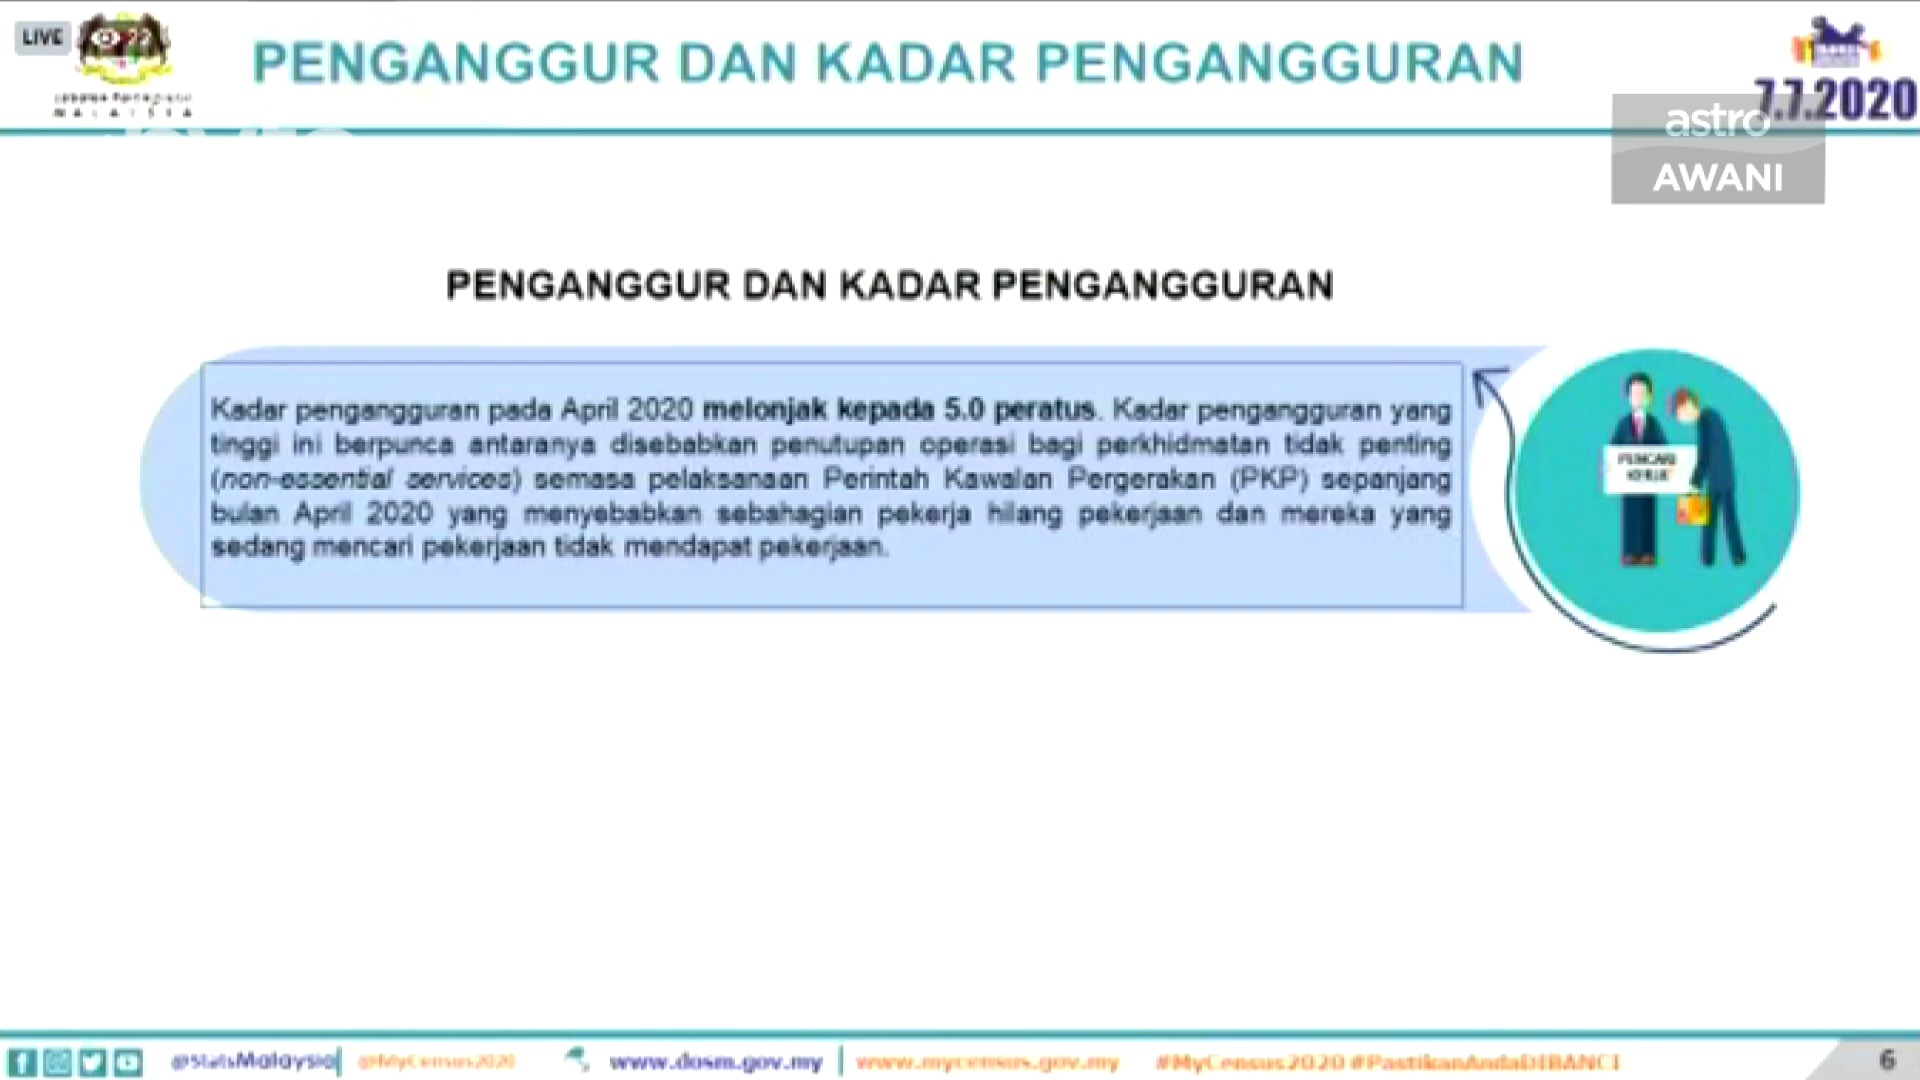 LIVE
PENGANGGUR DAN KADAR PENGANGGURAN
MALAYSIA
7.7.2020
astro
AWANI
PENGANGGUR DAN KADAR PENGANGGURAN
Kadar pengangguran pada April 2020 melonjak kepada 5.0 peratus. Kadar pengangguran yang
tinggi ini berpunca antaranya disebabkan penutupan operasi bagi perkhidmatan tidak penting
(non-essential services) semasa pelaksanaan Perintah Kawalan Pergerakan (PKP) sepanjang
bulan April 2020 yang menyebabkan sebahagian pekerja hilang pekerjaan dan mereka yang
sedang mencari pekerjaan tidak mendapat pekerjaan.
PENCARI
KERJA
@StatsMalaysia @MyCensus2020 www.dosm.gov.my www.mycensus.gov.my #MyCensus2020 #PastikanAndaDIBANCI 6